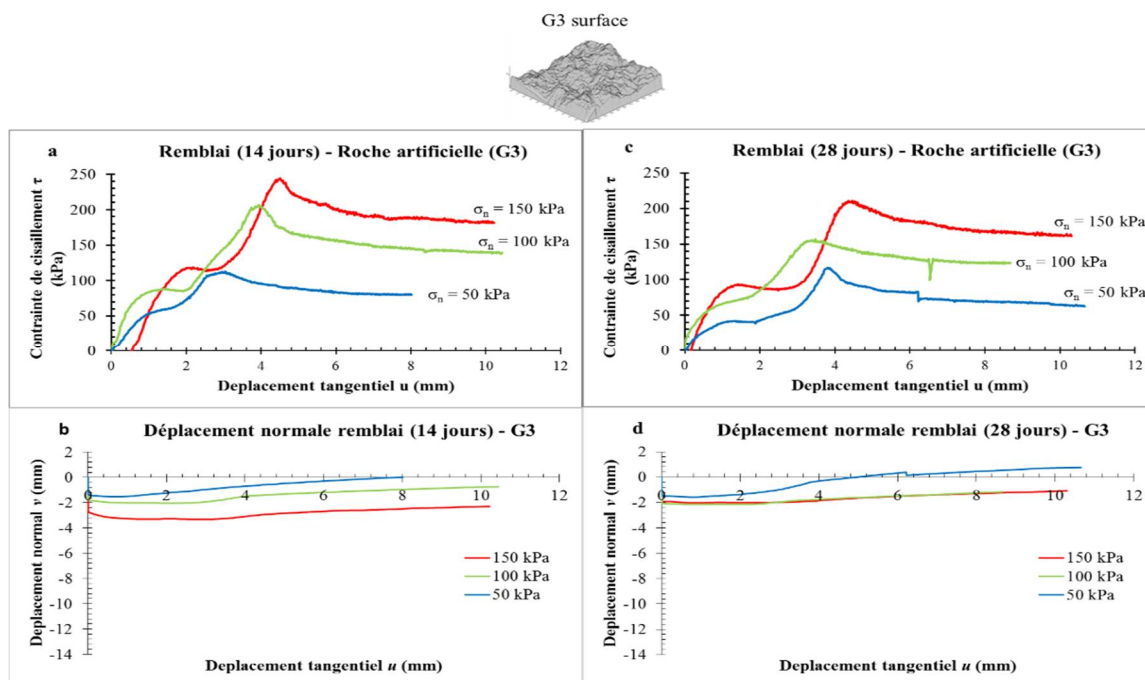 G3 surface
a
Remblai (14 jours) - Roche artificielle (G3)
Contrainte de cisaillement τ
(kPa)
250
200
150
100
50
0
σn = 150 kPa
σn = 100 kPa
σn = 50 kPa
0 2 4 6 8 10 12
Deplacement tangentiel u (mm)
c
Remblai (28 jours) - Roche artificielle (G3)
Contrainte de cisaillement τ
(kPa)
250
200
150
100
50
0
σn = 150 kPa
σn = 100 kPa
σn = 50 kPa
0 2 4 6 8 10 12
Deplacement tangentiel u (mm)
b
Déplacement normale remblai (14 jours) - G3
Deplacement normal v (mm)
2
0
-2
-4
-6
-8
-10
-12
-14
0 2 4 6 8 10 12
150 kPa
100 kPa
50 kPa
Deplacement tangentiel u (mm)
d
Déplacement normale remblai (28 jours) - G3
Deplacement normal v (mm)
2
0
-2
-4
-6
-8
-10
-12
-14
0 2 4 6 8 10 12
150 kPa
100 kPa
50 kPa
Deplacement tangentiel u (mm)